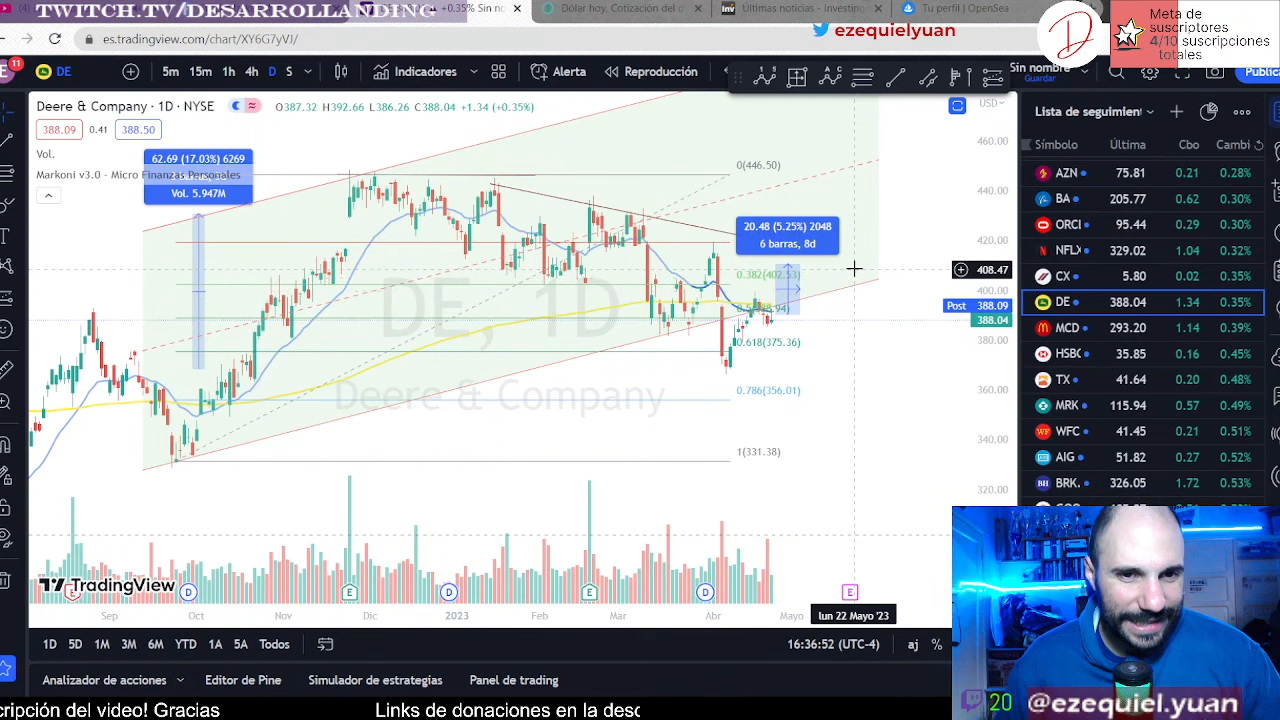 TWITCH.TV/DESARROLLANDING
+0.35% Sin no
Dólar hoy. Cotización del d
Últimas noticias - Investing
Tu perfil | OpenSea
es.tradingview.com/chart/XY6G7yVJ/
ezequielyuan
Meta de
suscriptores
4/10 suscripciones
totales
11
DE
5m 15m 1h 4h D S
Indicadores
Alerta
Reproducción
Sin nombre
Guardar
Public
Deere & Company · 1D · NYSE
O387.32 H392.66 L386.26 C388.04 +1.34 (+0.35%)
388.09 0.41 388.50
Vol.
Markoni v3.0 - Micro Finanzas Personales
62.69 (17.03%) 6269
Vol. 5.947M
20.48 (5.25%) 2048
6 barras, 8d
0(446.50)
0.382(402.53)
0.618(375.36)
0.786(356.01)
1(331.38)
DE, 1D
Deere & Company
USD
460.00
440.00
420.00
408.47
400.00
Post 388.09
388.04
380.00
360.00
340.00
320.00
TradingView
E D E D E D E
Sep Oct Nov Dic 2023 Feb Mar Abr Mayo
lun 22 Mayo '23
1D 5D 1M 3M 6M YTD 1A 5A Todos
16:36:52 (UTC-4)
aj %
Analizador de acciones
Editor de Pine
Simulador de estrategias
Panel de trading
Lista de seguimien
Símbolo Última Cbo Cambi
AZN 75.81 0.21 0.28%
BA 205.77 0.62 0.30%
ORCL 95.44 0.29 0.30%
NFLX 329.02 1.04 0.32%
CX 5.80 0.02 0.35%
DE 388.04 1.34 0.35%
MCD 293.20 1.14 0.39%
HSBC 35.85 0.16 0.45%
TX 41.64 0.20 0.48%
MRK 115.94 0.57 0.49%
WFC 41.45 0.21 0.51%
AIG 51.82 0.27 0.52%
BRK. 326.05 1.72 0.53%
20 @ezequiel.yuan
cripción del video! Gracias
Links de donaciones en la desc